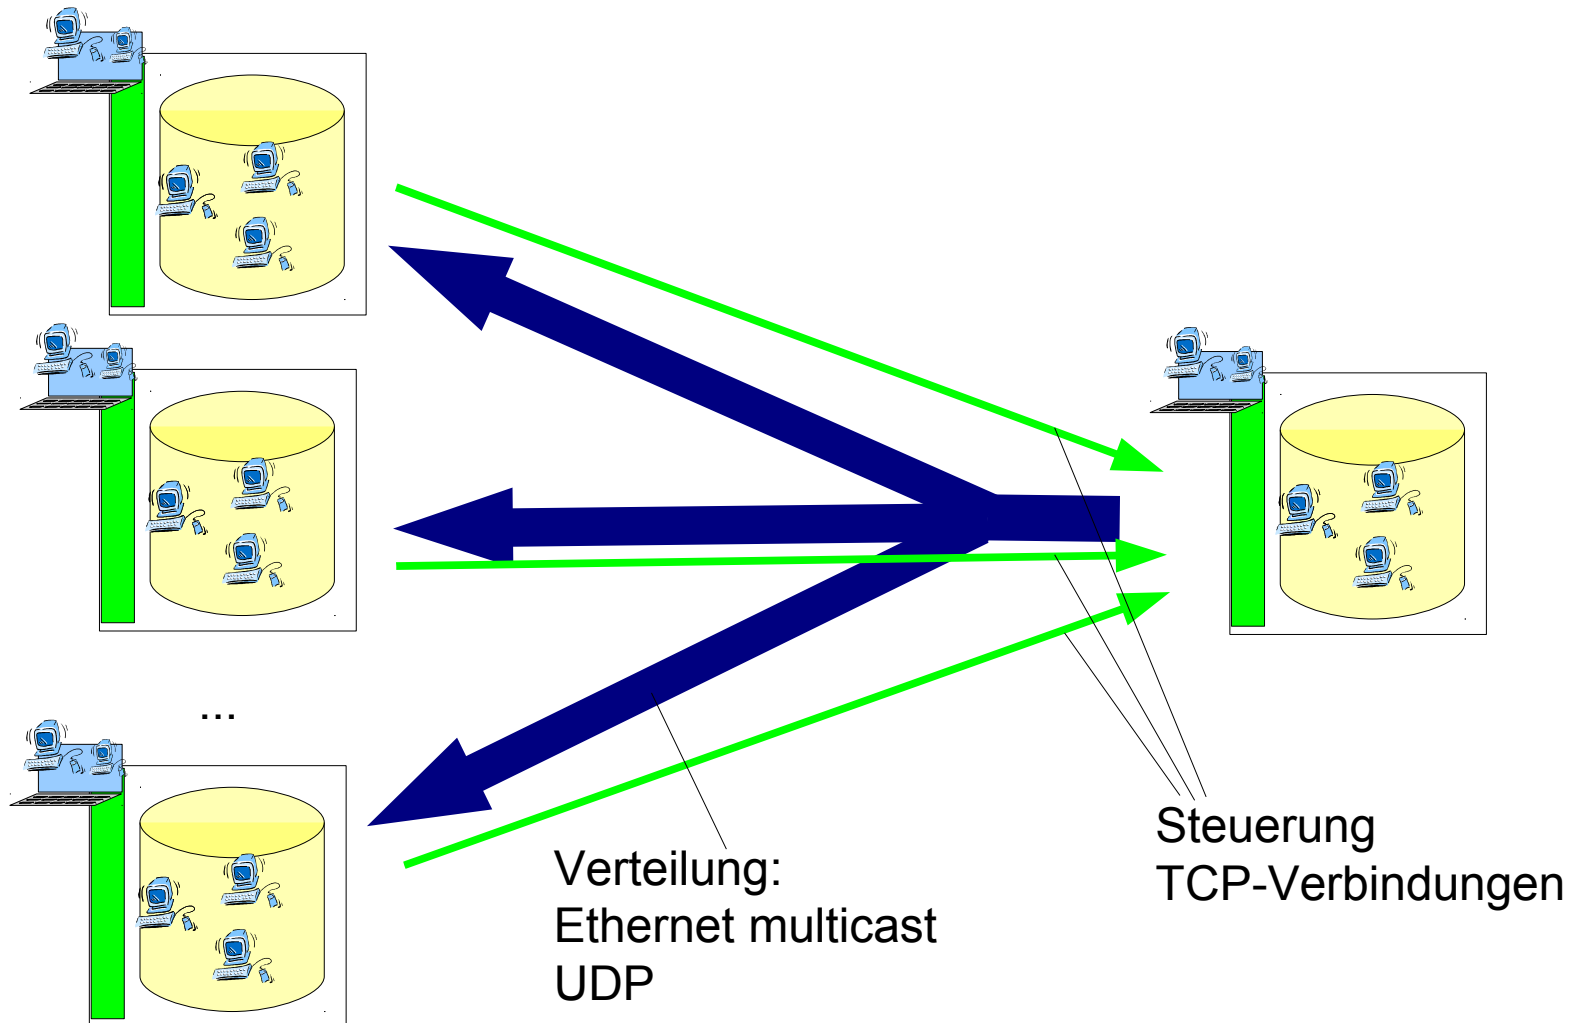 ...
Verteilung:
Ethernet multicast
UDP
Steuerung
TCP-Verbindungen